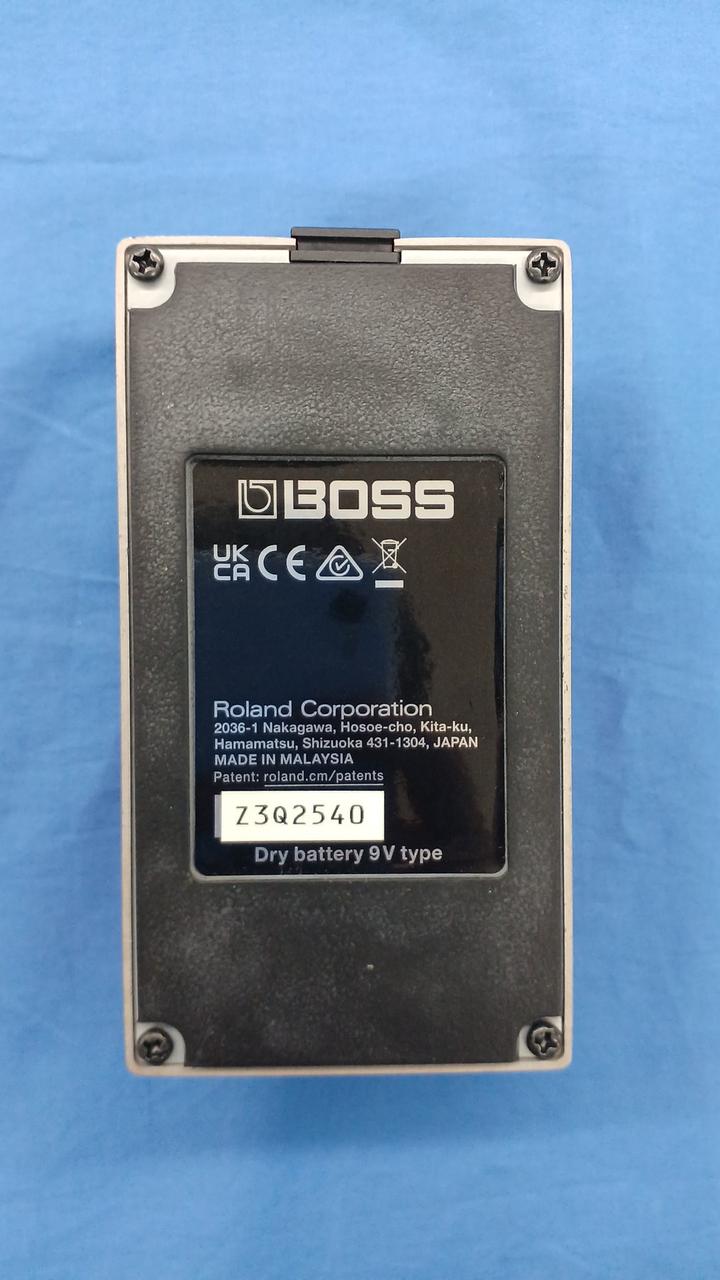 BOSS
UK
CA CE
Roland Corporation
2036-1 Nakagawa, Hosoe-cho, Kita-ku,
Hamamatsu, Shizuoka 431-1304, JAPAN
MADE IN MALAYSIA
Patent: roland.cm/patents
Z3Q2540
Dry battery 9V type